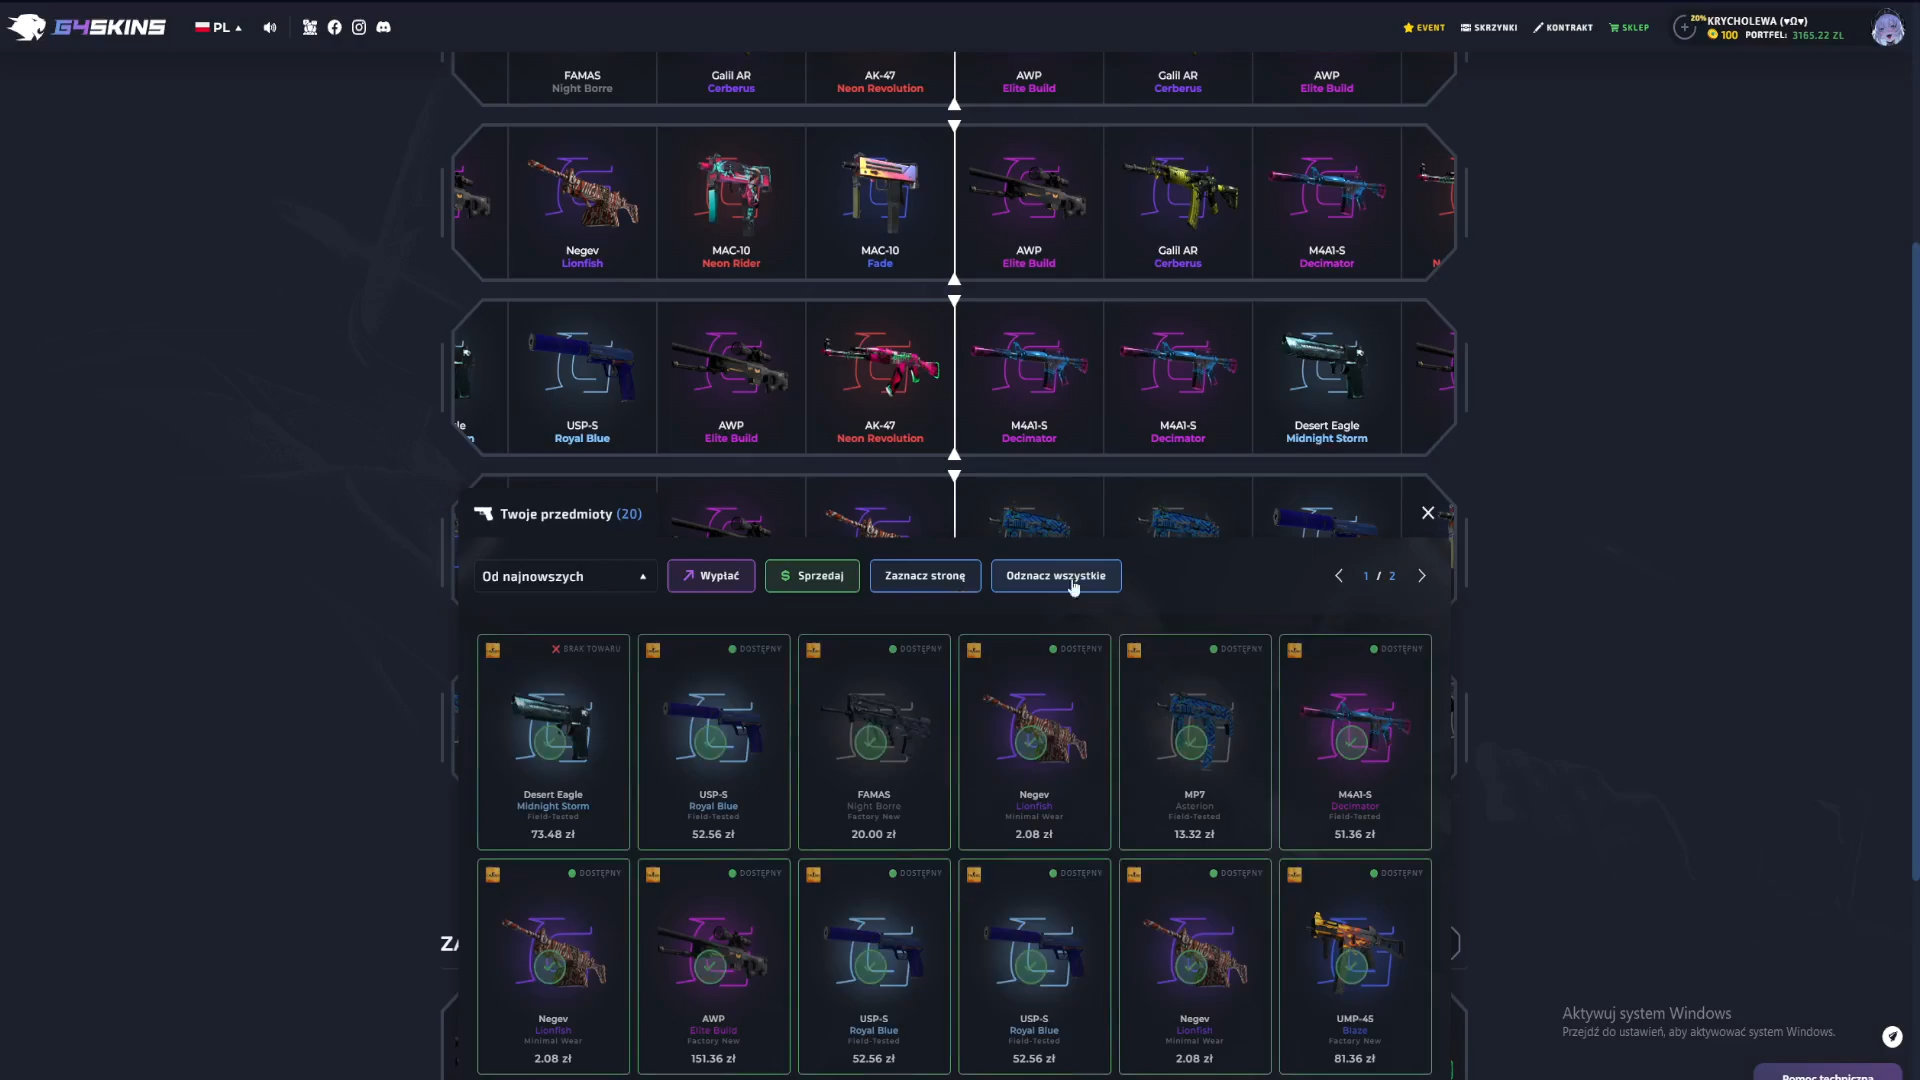 G4SKINS
PL
EVENT
SKRZYNKI
KONTRAKT
SKLEP
20%
KRYCHOLEWA (▾Ω▾)
100 PORTFEL: 3165.22 ZŁ
FAMAS
Night Borre
Galil AR
Cerberus
AK-47
Neon Revolution
AWP
Elite Build
Galil AR
Cerberus
AWP
Elite Build
Negev
Lionfish
MAC-10
Neon Rider
MAC-10
Fade
AWP
Elite Build
Galil AR
Cerberus
M4A1-S
Decimator
N
le
n
USP-S
Royal Blue
AWP
Elite Build
AK-47
Neon Revolution
M4A1-S
Decimator
M4A1-S
Decimator
Desert Eagle
Midnight Storm
Twoje przedmioty (20)
Od najnowszych
Wypłać
$ Sprzedaj
Zaznacz stronę
Odznacz wszystkie
1 / 2
BRAK TOWARU
Desert Eagle
Midnight Storm
Field-Tested
73.48 zł
DOSTĘPNY
USP-S
Royal Blue
Field-Tested
52.56 zł
DOSTĘPNY
FAMAS
Night Borre
Factory New
20.00 zł
DOSTĘPNY
Negev
Lionfish
Minimal Wear
2.08 zł
DOSTĘPNY
MP7
Asterion
Field-Tested
13.32 zł
DOSTĘPNY
M4A1-S
Decimator
Field-Tested
51.36 zł
DOSTĘPNY
Negev
Lionfish
Minimal Wear
2.08 zł
DOSTĘPNY
AWP
Elite Build
Factory New
151.36 zł
DOSTĘPNY
USP-S
Royal Blue
Field-Tested
52.56 zł
DOSTĘPNY
USP-S
Royal Blue
Field-Tested
52.56 zł
DOSTĘPNY
Negev
Lionfish
Minimal Wear
2.08 zł
DOSTĘPNY
UMP-45
Blaze
Factory New
81.36 zł
ZA
Aktywuj system Windows
Przejdź do ustawień, aby aktywować system Windows.
Pomoc techniczna